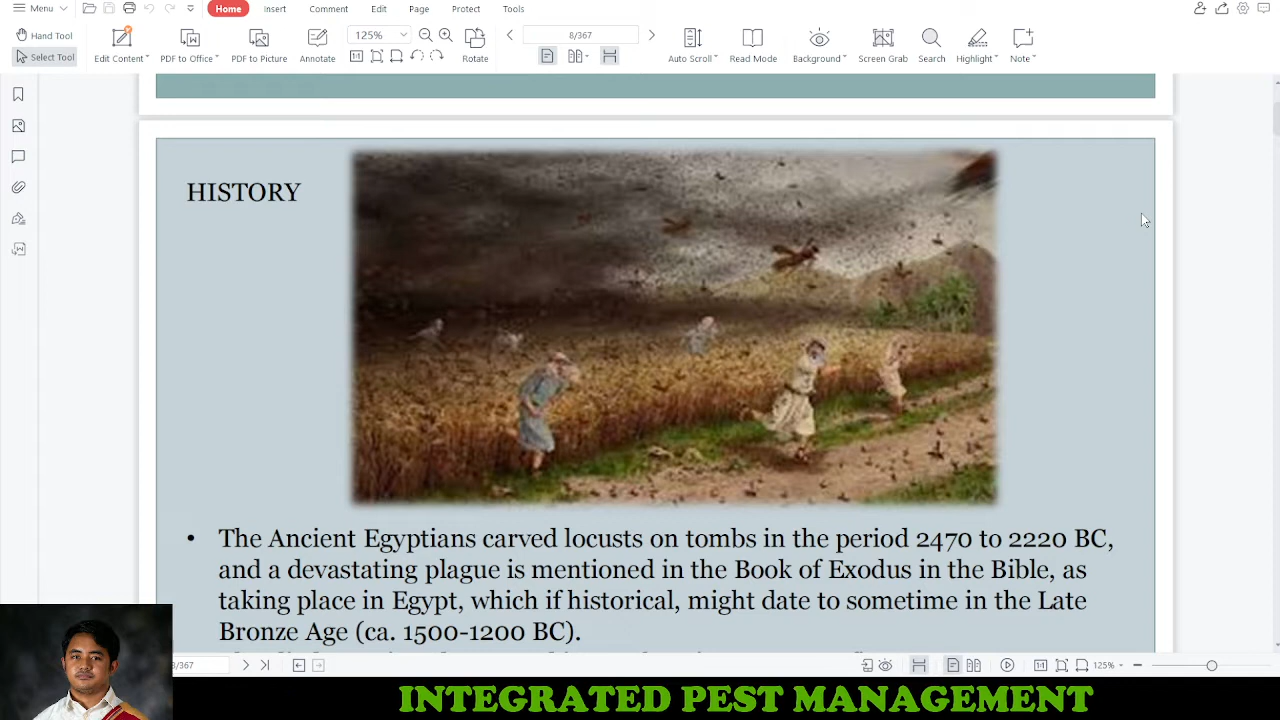 Menu
Home
Insert
Comment
Edit
Page
Protect
Tools
Hand Tool
Select Tool
Edit Content
PDF to Office
PDF to Picture
Annotate
125%
8/367
Rotate
Auto Scroll
Read Mode
Background
Screen Grab
Search
Highlight
Note
HISTORY
• The Ancient Egyptians carved locusts on tombs in the period 2470 to 2220 BC,
and a devastating plague is mentioned in the Book of Exodus in the Bible, as
taking place in Egypt, which if historical, might date to sometime in the Late
Bronze Age (ca. 1500-1200 BC).
/367
125%
INTEGRATED PEST MANAGEMENT